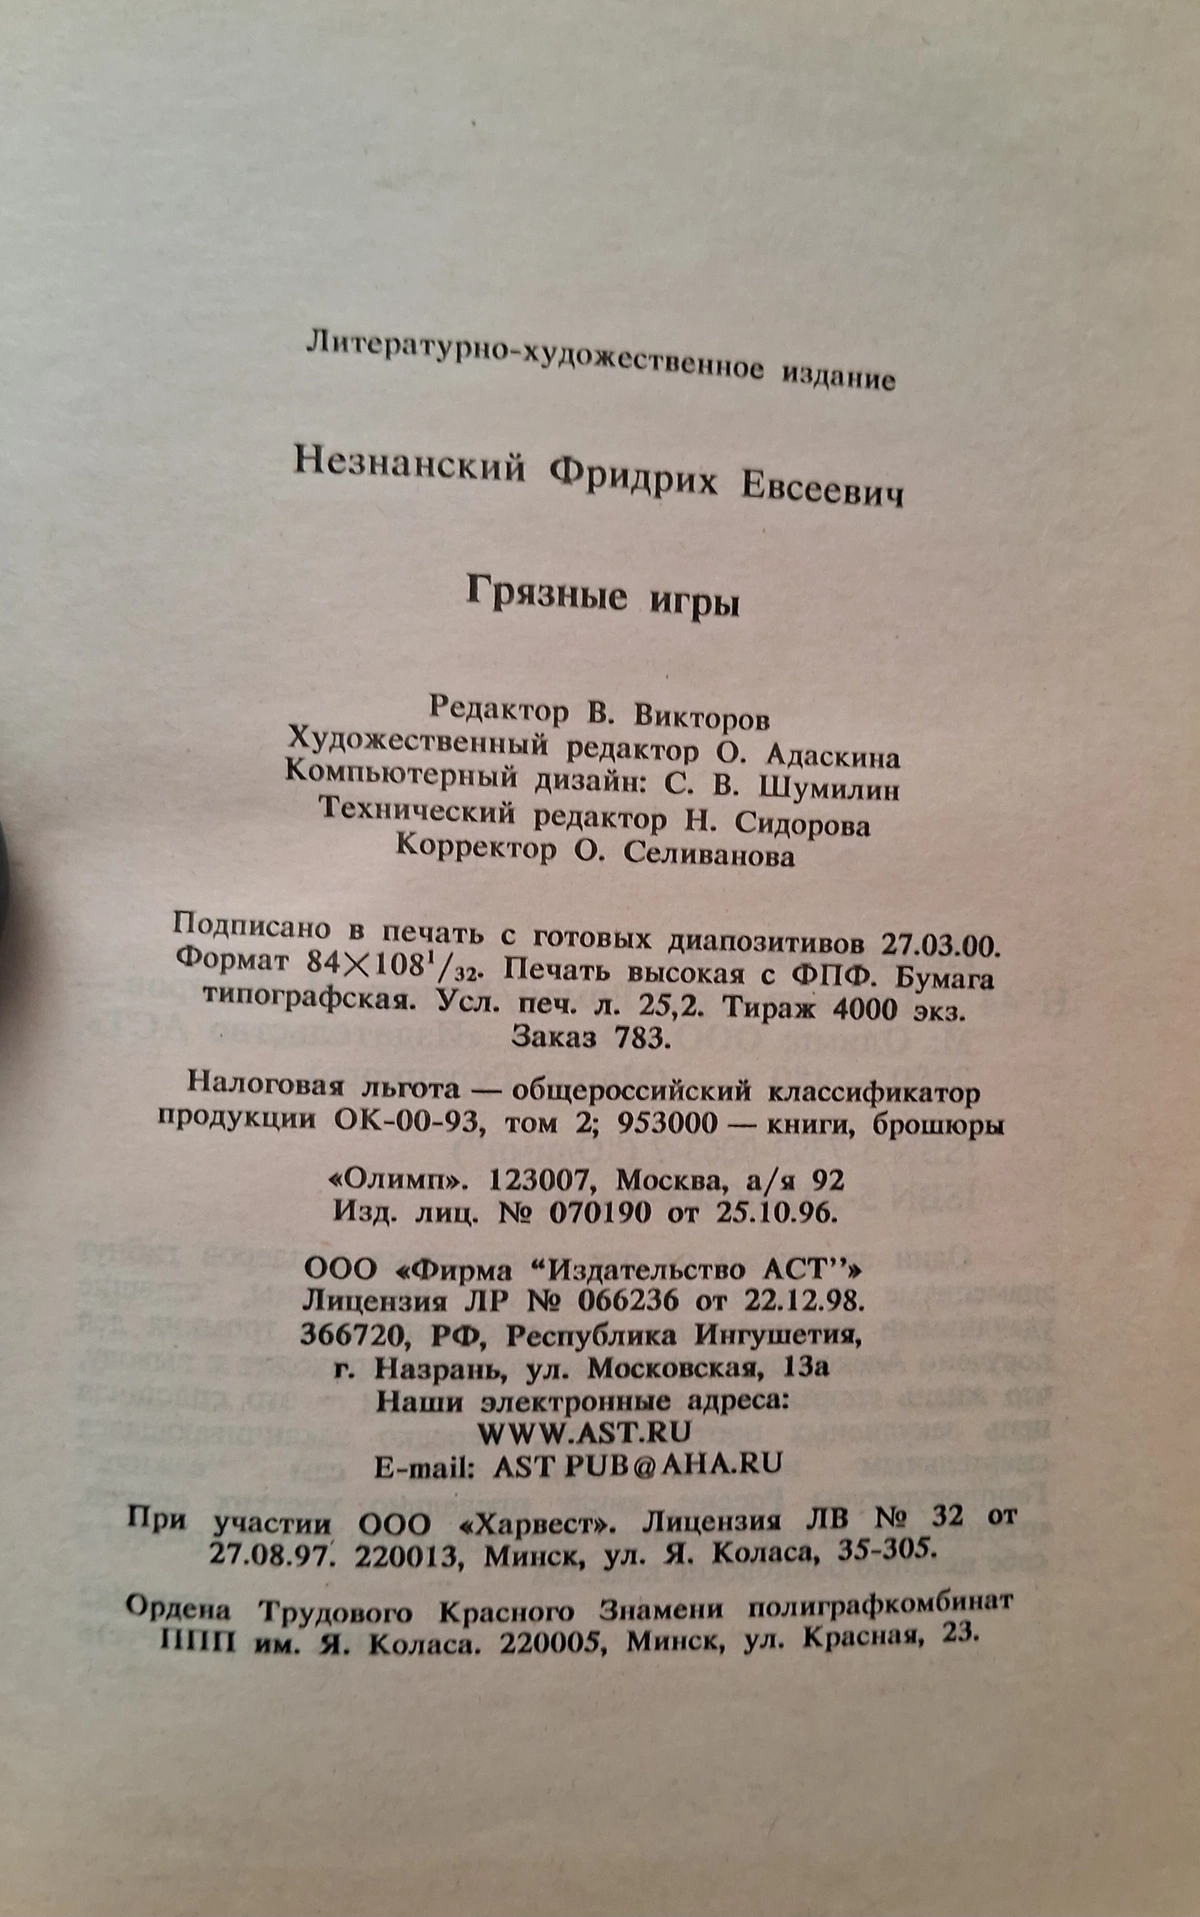 Литературно-художественное издание
Незнанский Фридрих Евсеевич
Грязные игры
Редактор В. Викторов
Художественный редактор О. Адаскина
Компьютерный дизайн: С. В. Шумилин
Технический редактор Н. Сидорова
Корректор О. Селиванова
Подписано в печать с готовых диапозитивов 27.03.00.
Формат 84×108¹/₃₂. Печать высокая с ФПФ. Бумага
типографская. Усл. печ. л. 25,2. Тираж 4000 экз.
Заказ 783.
Налоговая льгота — общероссийский классификатор
продукции ОК-00-93, том 2; 953000 — книги, брошюры
«Олимп». 123007, Москва, а/я 92
Изд. лиц. № 070190 от 25.10.96.
ООО «Фирма “Издательство АСТ”»
Лицензия ЛР № 066236 от 22.12.98.
366720, РФ, Республика Ингушетия,
г. Назрань, ул. Московская, 13а
Наши электронные адреса:
WWW.AST.RU
E-mail: AST PUB@AHA.RU
При участии ООО «Харвест». Лицензия ЛВ № 32 от
27.08.97. 220013, Минск, ул. Я. Коласа, 35-305.
Ордена Трудового Красного Знамени полиграфкомбинат
ППП им. Я. Коласа. 220005, Минск, ул. Красная, 23.